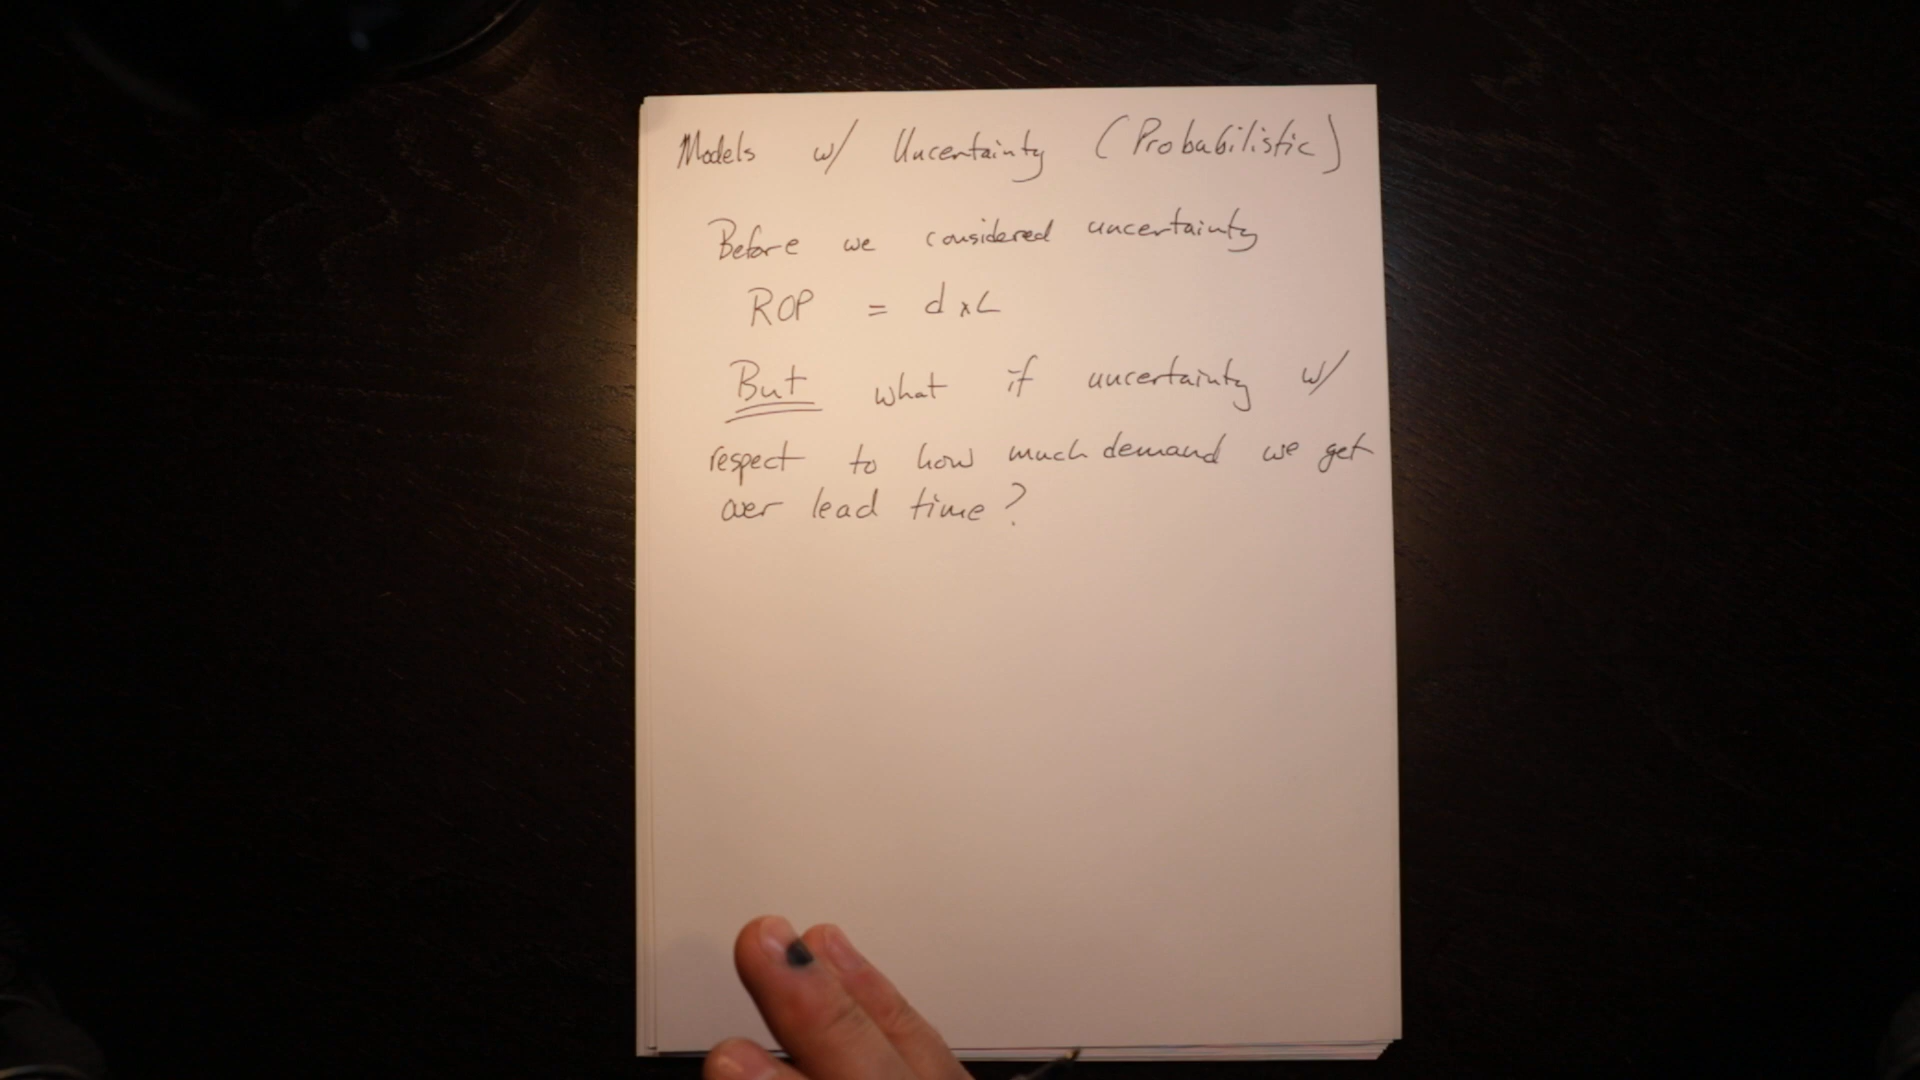 Models w/ Uncertainty (Probabilistic)
Before we considered uncertainty
ROP = d x L
But what if uncertainty w/
respect to how much demand we get
over lead time?